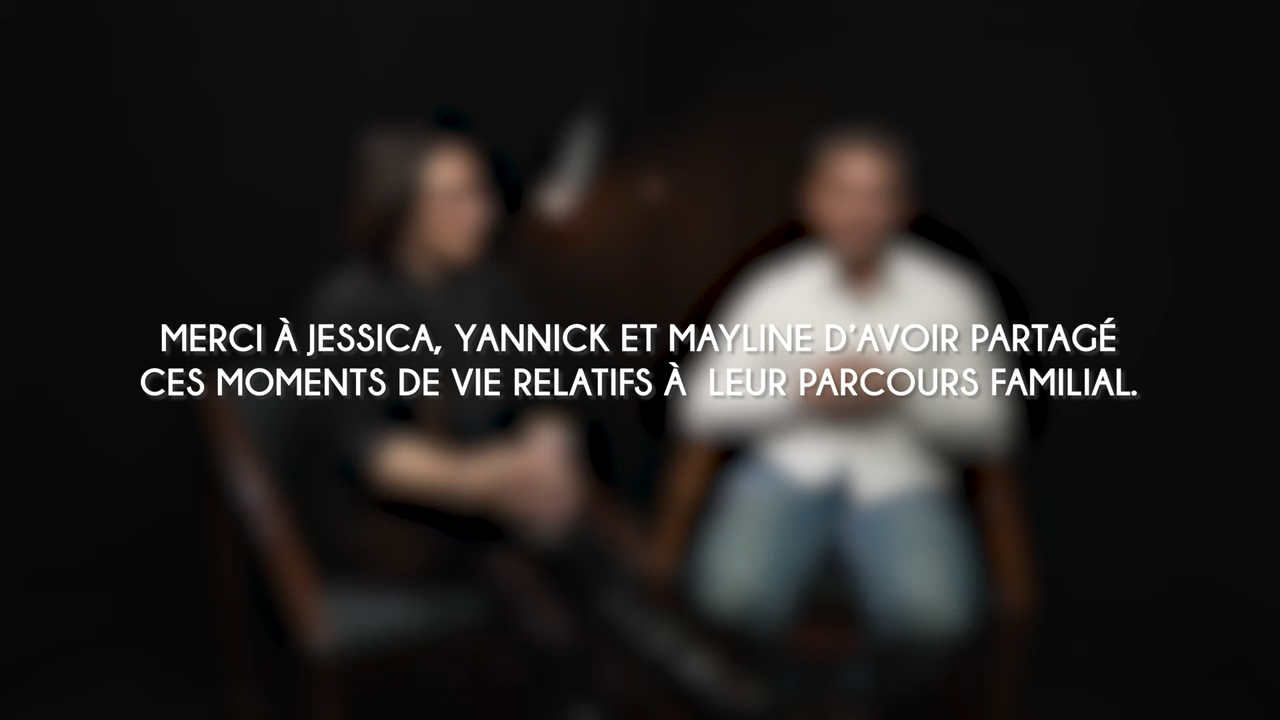 MERCI À JESSICA, YANNICK ET MAYLINE D'AVOIR PARTAGÉ
CES MOMENTS DE VIE RELATIFS À LEUR PARCOURS FAMILIAL.